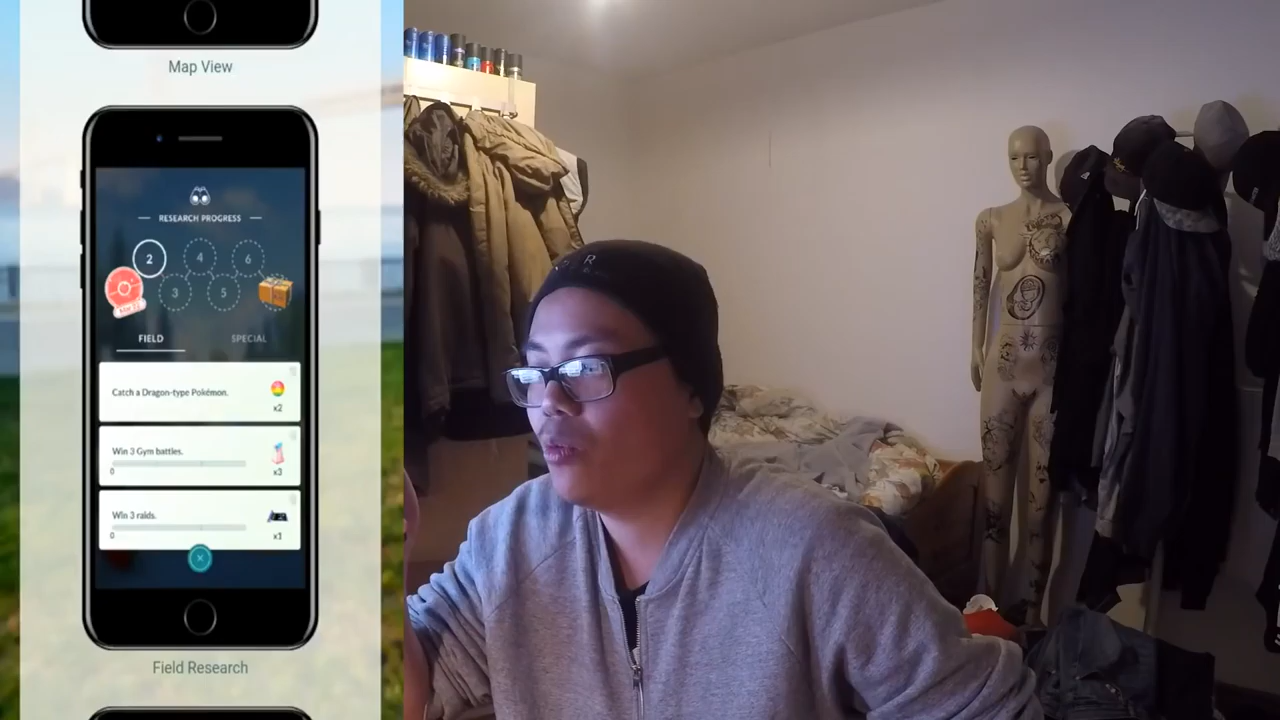 Map View
RESEARCH PROGRESS
2 4 6
3 5
FIELD SPECIAL
Catch a Dragon-type Pokémon.
x2
Win 3 Gym battles.
0 x3
Win 3 raids.
0 x1
Field Research
R